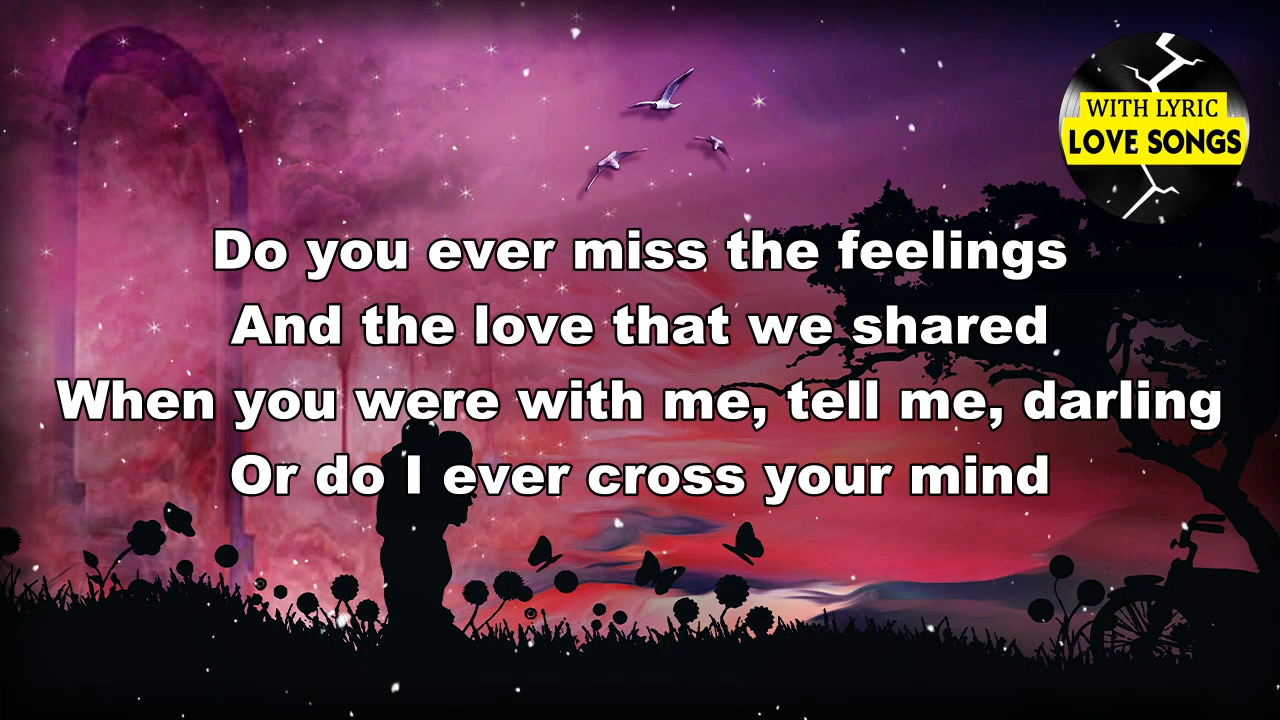 WITH LYRIC
LOVE SONGS
Do you ever miss the feelings
And the love that we shared
When you were with me, tell me, darling
Or do I ever cross your mind